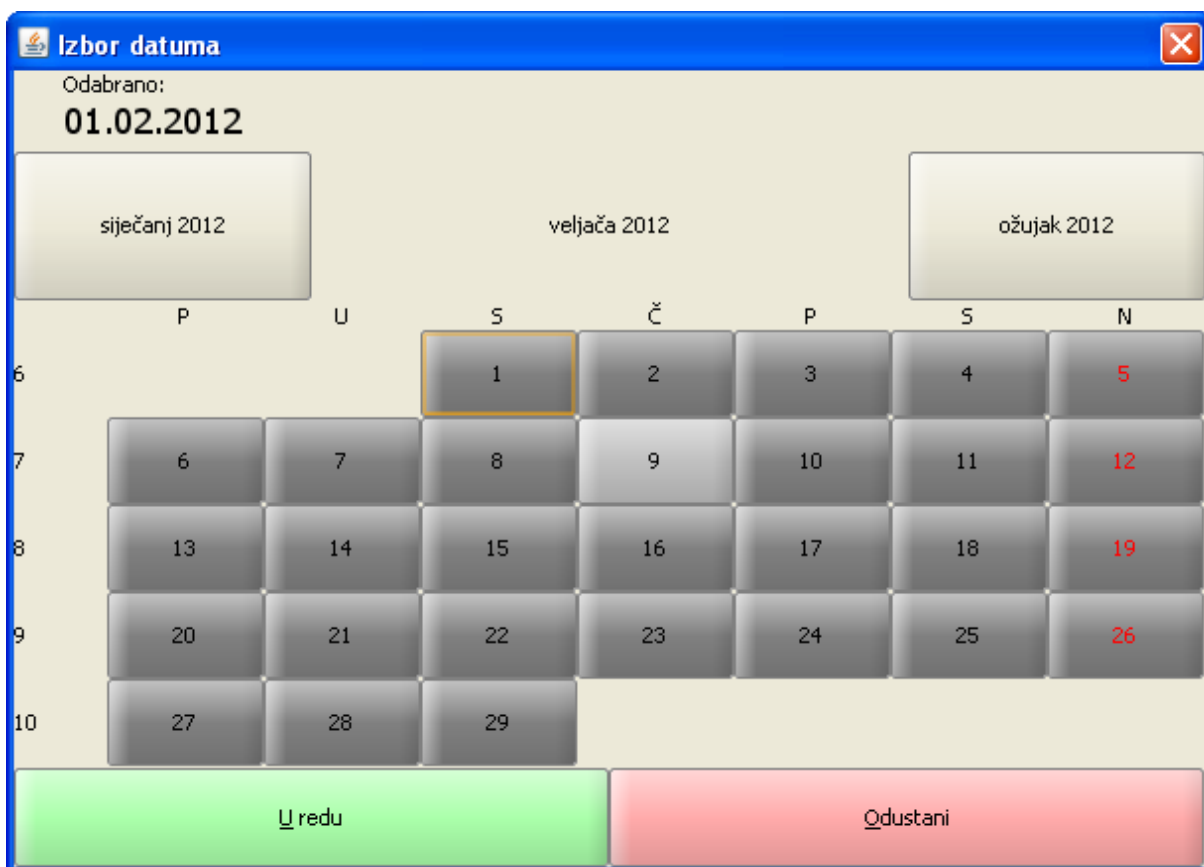 Izbor datuma
Odabrano:
01.02.2012
siječanj 2012 veljača 2012 ožujak 2012
P U S Č P S N
6 1 2 3 4 5
7 6 7 8 9 10 11 12
8 13 14 15 16 17 18 19
9 20 21 22 23 24 25 26
10 27 28 29
U redu Odustani